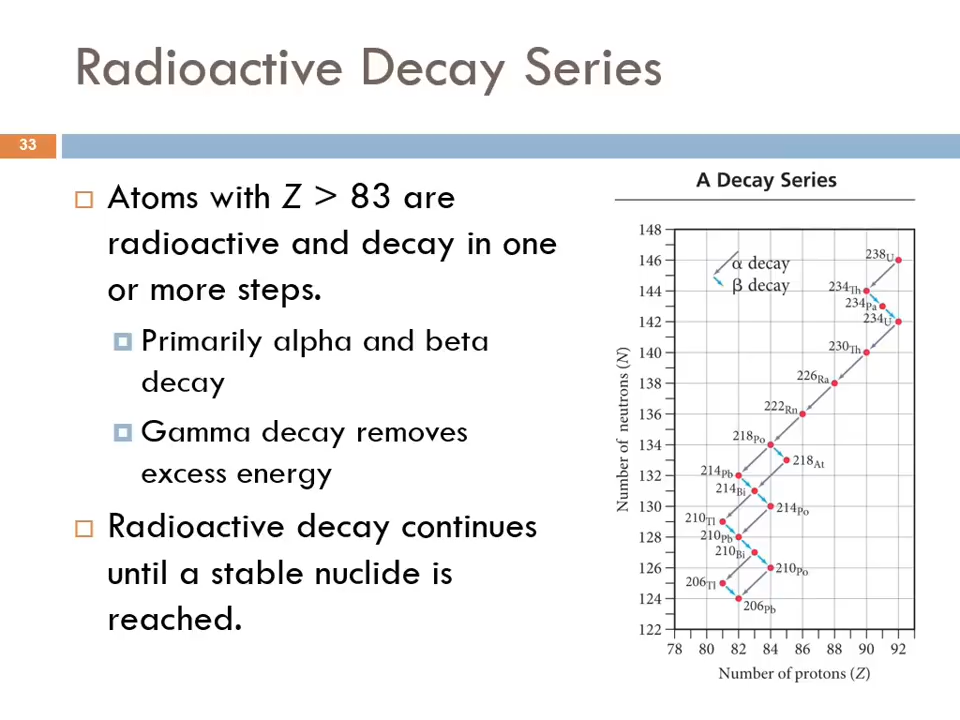 Radioactive Decay Series
33
Atoms with Z > 83 are
radioactive and decay in one
or more steps.
Primarily alpha and beta
decay
Gamma decay removes
excess energy
Radioactive decay continues
until a stable nuclide is
reached.
A Decay Series
148
146
144
142
140
138
136
134
132
130
128
126
124
122
Number of neutrons (N)
α decay
β decay
238U
234Th
234Pa
234U
230Th
226Ra
222Rn
218Po
218At
214Pb
214Bi
214Po
210Tl
210Pb
210Bi
210Po
206Tl
206Pb
78 80 82 84 86 88 90 92
Number of protons (Z)